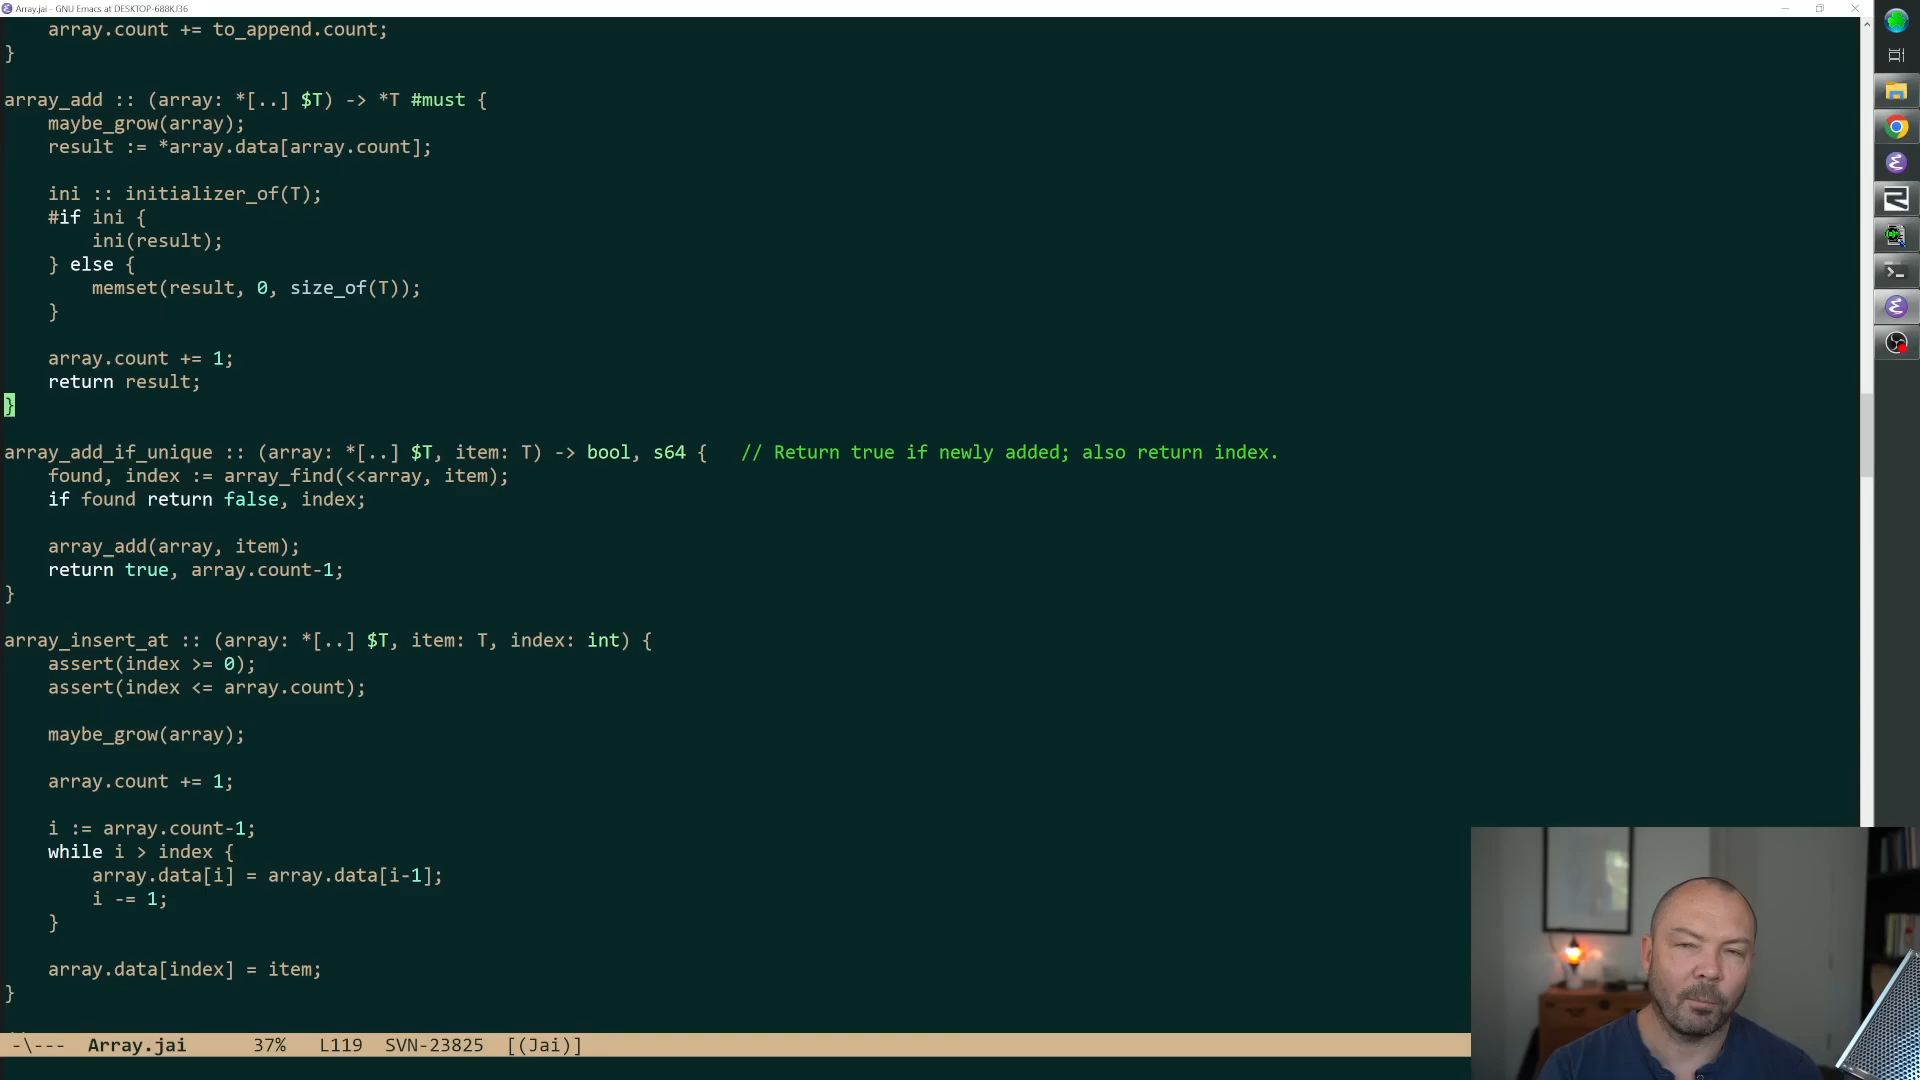 Array.jai - GNU Emacs at DESKTOP-688KJ36
    array.count += to_append.count;
}

array_add :: (array: *[..] $T) -> *T #must {
    maybe_grow(array);
    result := *array.data[array.count];

    ini :: initializer_of(T);
    #if ini {
        ini(result);
    } else {
        memset(result, 0, size_of(T));
    }

    array.count += 1;
    return result;
}

array_add_if_unique :: (array: *[..] $T, item: T) -> bool, s64 {   // Return true if newly added; also return index.
    found, index := array_find(<<array, item);
    if found return false, index;

    array_add(array, item);
    return true, array.count-1;
}

array_insert_at :: (array: *[..] $T, item: T, index: int) {
    assert(index >= 0);
    assert(index <= array.count);

    maybe_grow(array);

    array.count += 1;

    i := array.count-1;
    while i > index {
        array.data[i] = array.data[i-1];
        i -= 1;
    }

    array.data[index] = item;
}

-\---  Array.jai      37%   L119  SVN-23825  [(Jai)]